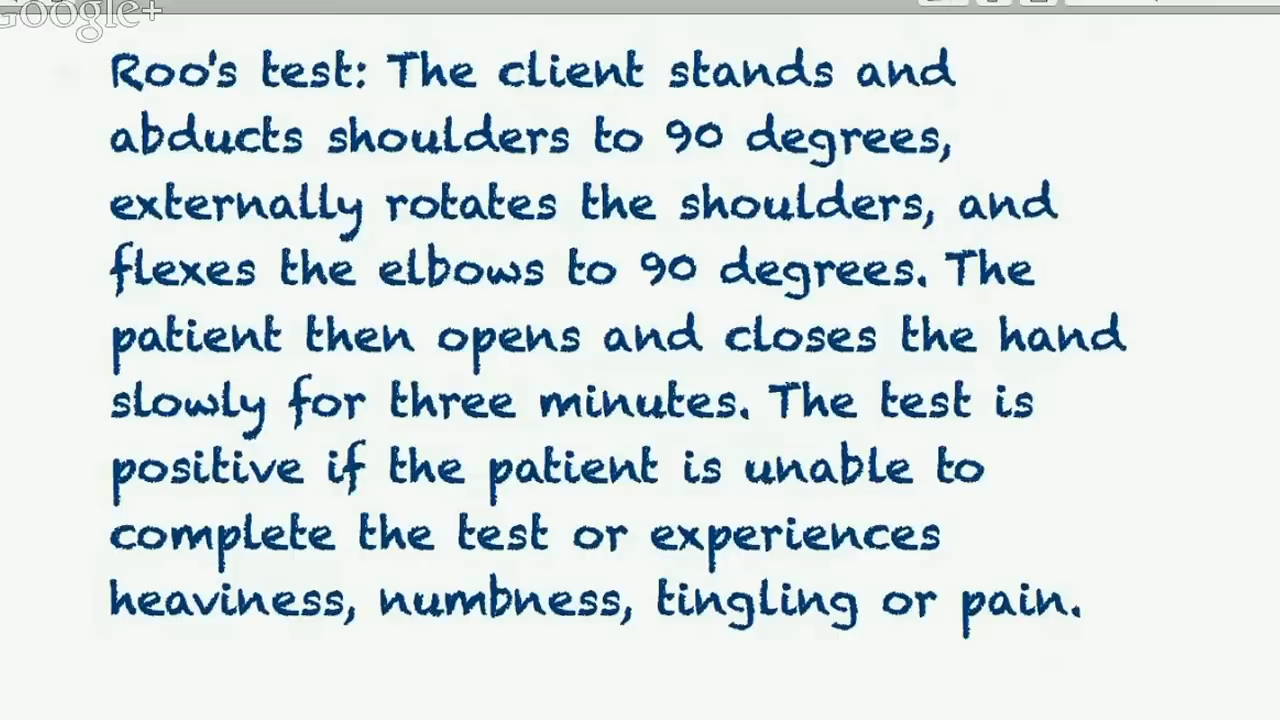 Google+
Roo's test: The client stands and
abducts shoulders to 90 degrees,
externally rotates the shoulders, and
flexes the elbows to 90 degrees. The
patient then opens and closes the hand
slowly for three minutes. The test is
positive if the patient is unable to
complete the test or experiences
heaviness, numbness, tingling or pain.